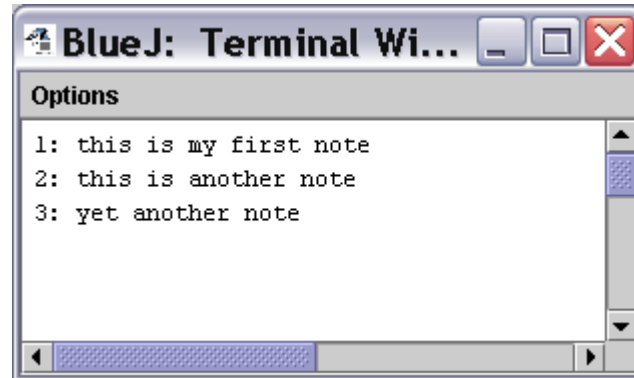 BlueJ: Terminal Wi...
Options
1: this is my first note
2: this is another note
3: yet another note